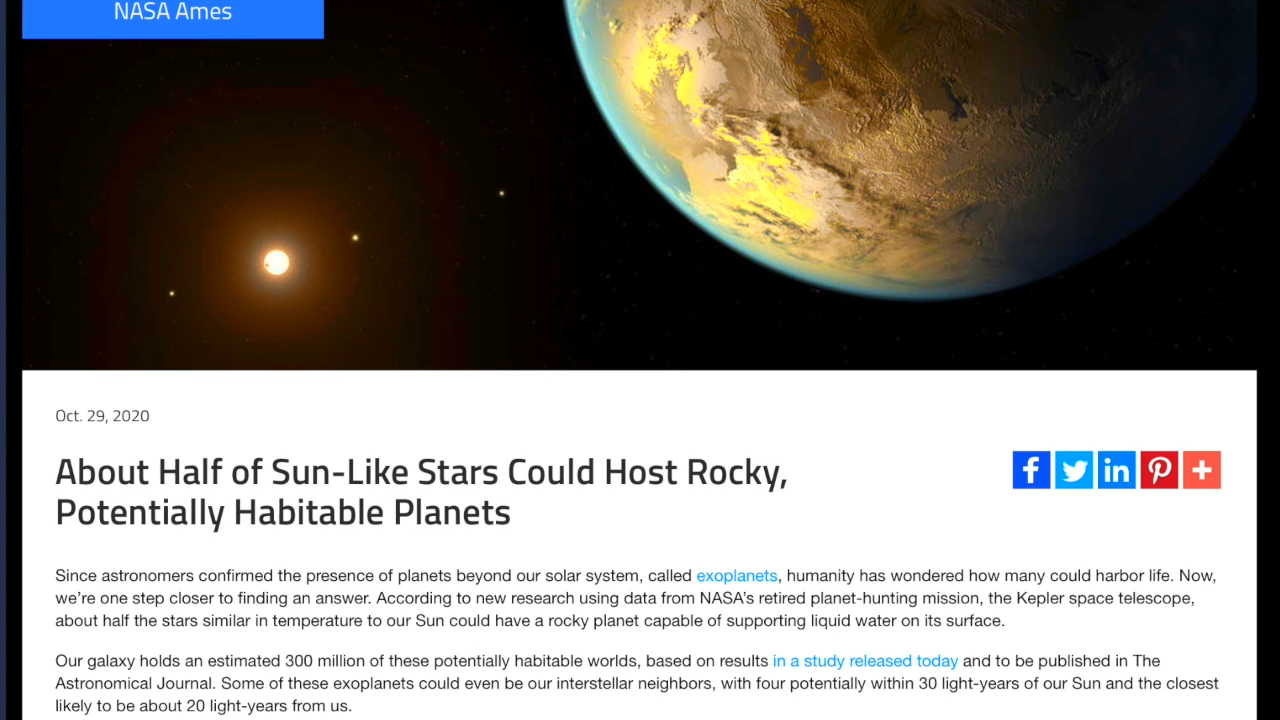 NASA Ames
Oct. 29, 2020
About Half of Sun-Like Stars Could Host Rocky,
Potentially Habitable Planets
Since astronomers confirmed the presence of planets beyond our solar system, called exoplanets, humanity has wondered how many could harbor life. Now,
we’re one step closer to finding an answer. According to new research using data from NASA’s retired planet-hunting mission, the Kepler space telescope,
about half the stars similar in temperature to our Sun could have a rocky planet capable of supporting liquid water on its surface.
Our galaxy holds an estimated 300 million of these potentially habitable worlds, based on results in a study released today and to be published in The
Astronomical Journal. Some of these exoplanets could even be our interstellar neighbors, with four potentially within 30 light-years of our Sun and the closest
likely to be about 20 light-years from us.